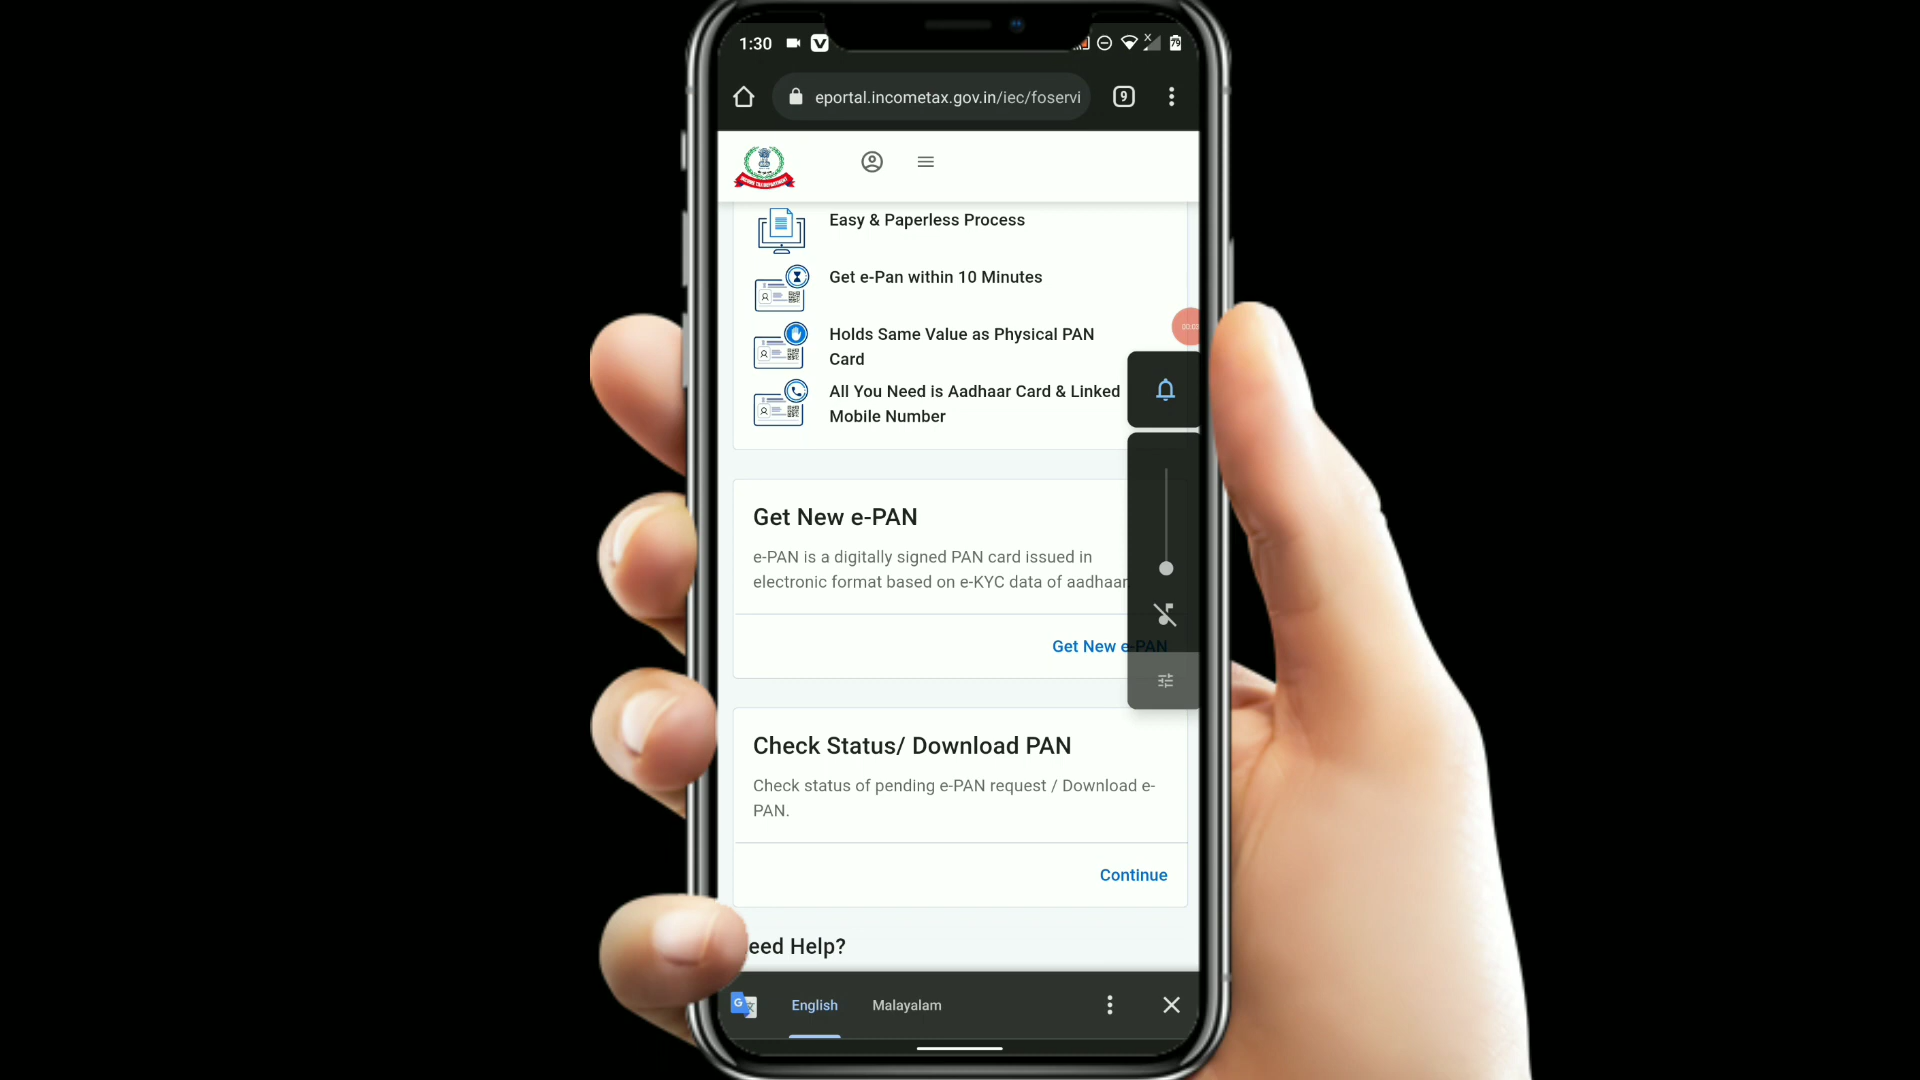 1:30
79
eportal.incometax.gov.in/iec/foservi
9
Easy & Paperless Process
Get e-Pan within 10 Minutes
Holds Same Value as Physical PAN
Card
All You Need is Aadhaar Card & Linked
Mobile Number
Get New e-PAN
e-PAN is a digitally signed PAN card issued in
electronic format based on e-KYC data of aadhaar
Get New e-PAN
Check Status/ Download PAN
Check status of pending e-PAN request / Download e-
PAN.
Continue
eed Help?
English
Malayalam